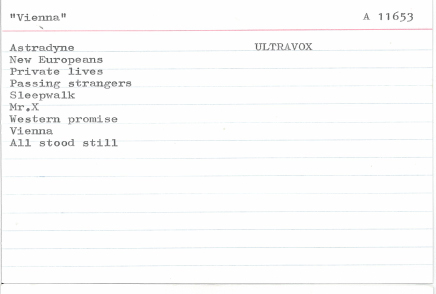 "Vienna" A 11653
Astradyne ULTRAVOX
New Europeans
Private lives
Passing strangers
Sleepwalk
Mr.X
Western promise
Vienna
All stood still